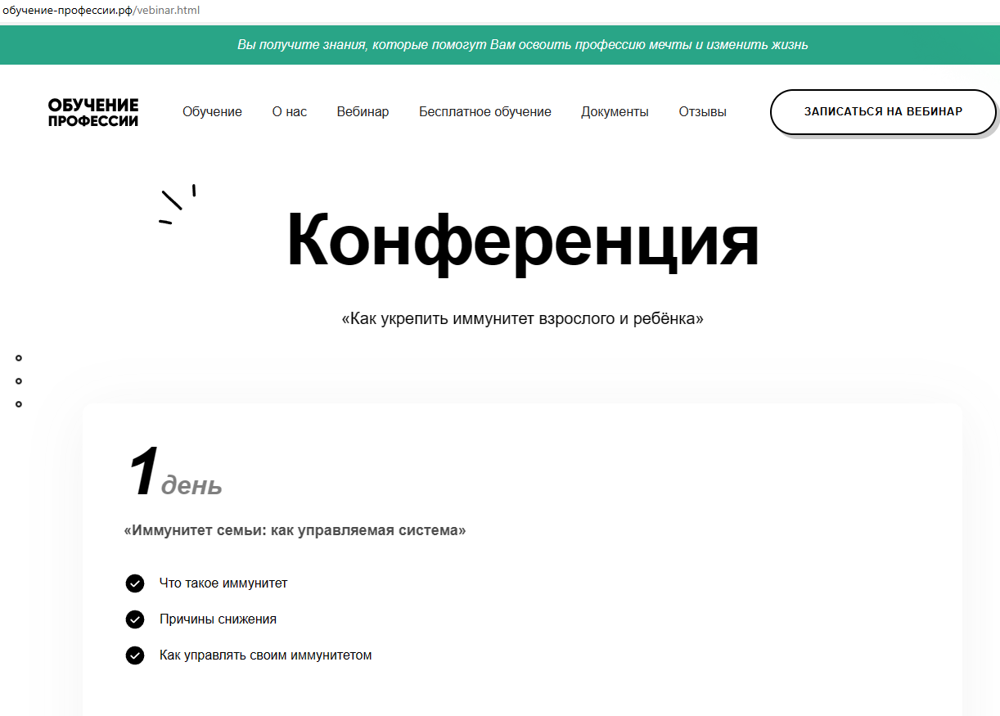 обучение-профессии.рф/vebinar.html
Вы получите знания, которые помогут Вам освоить профессию мечты и изменить жизнь
ОБУЧЕНИЕ
ПРОФЕССИИ
Обучение О нас Вебинар Бесплатное обучение Документы Отзывы ЗАПИСАТЬСЯ НА ВЕБИНАР
Конференция
«Как укрепить иммунитет взрослого и ребёнка»
1 день
«Иммунитет семьи: как управляемая система»
Что такое иммунитет
Причины снижения
Как управлять своим иммунитетом